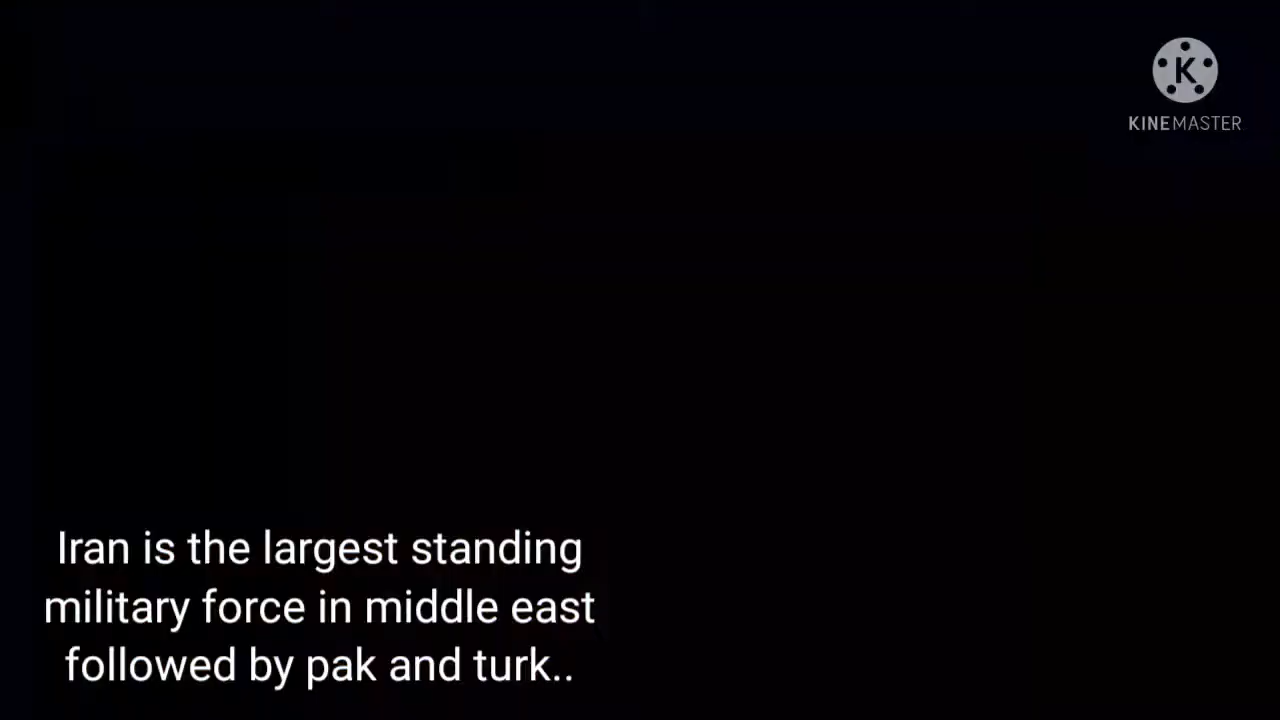 K
KINEMASTER
Iran is the largest standing
military force in middle east
followed by pak and turk..